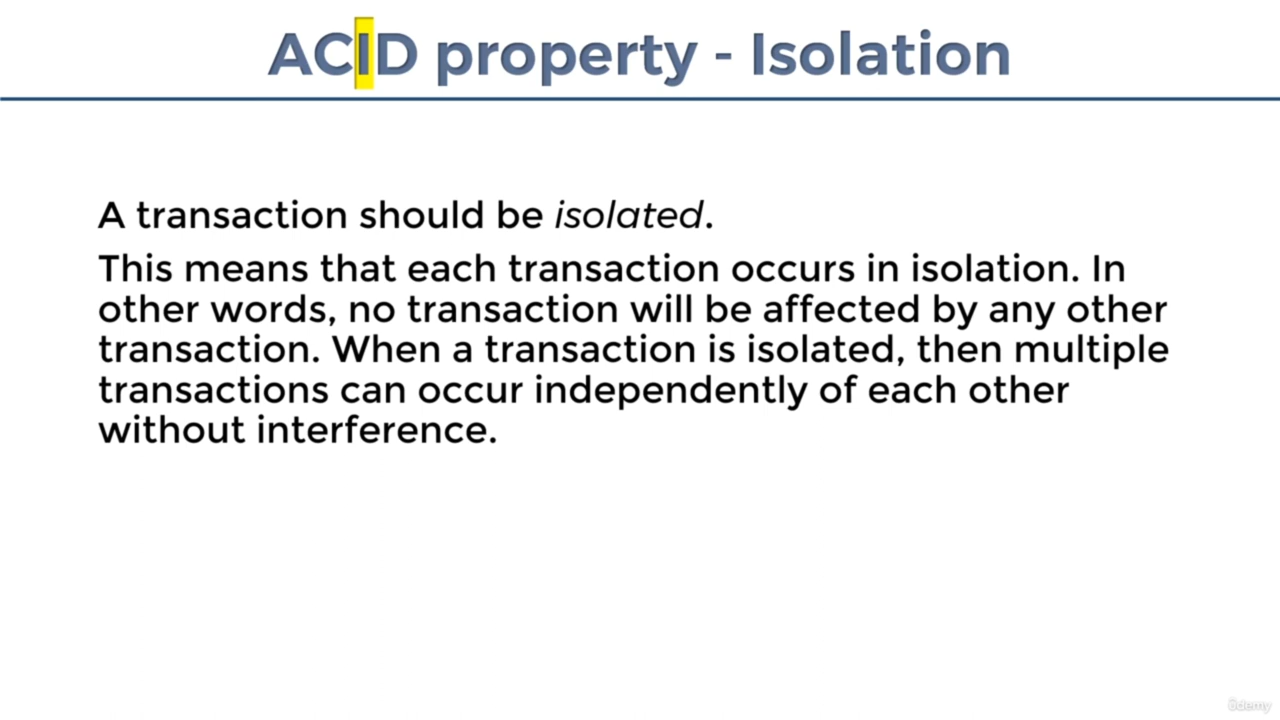 ACID property - Isolation
A transaction should be isolated.
This means that each transaction occurs in isolation. In
other words, no transaction will be affected by any other
transaction. When a transaction is isolated, then multiple
transactions can occur independently of each other
without interference.
ûdemy